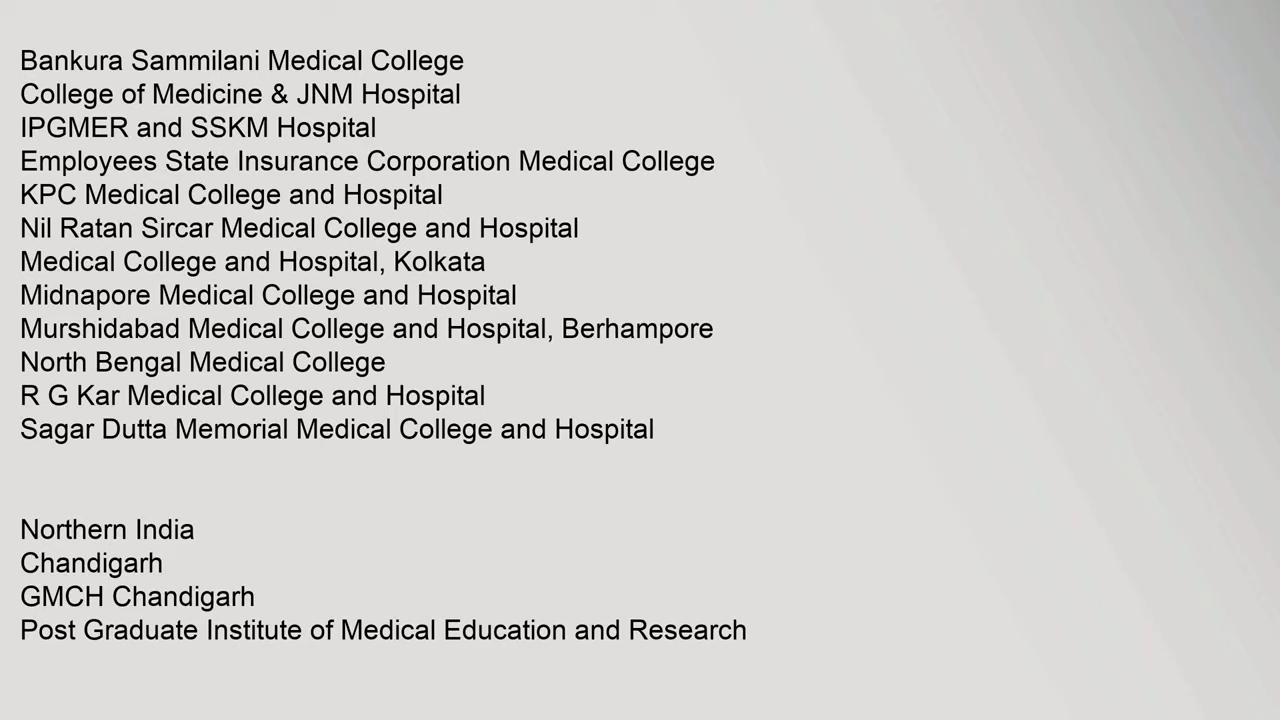 Bankura Sammilani Medical College
College of Medicine & JNM Hospital
IPGMER and SSKM Hospital
Employees State Insurance Corporation Medical College
KPC Medical College and Hospital
Nil Ratan Sircar Medical College and Hospital
Medical College and Hospital, Kolkata
Midnapore Medical College and Hospital
Murshidabad Medical College and Hospital, Berhampore
North Bengal Medical College
R G Kar Medical College and Hospital
Sagar Dutta Memorial Medical College and Hospital
Northern India
Chandigarh
GMCH Chandigarh
Post Graduate Institute of Medical Education and Research